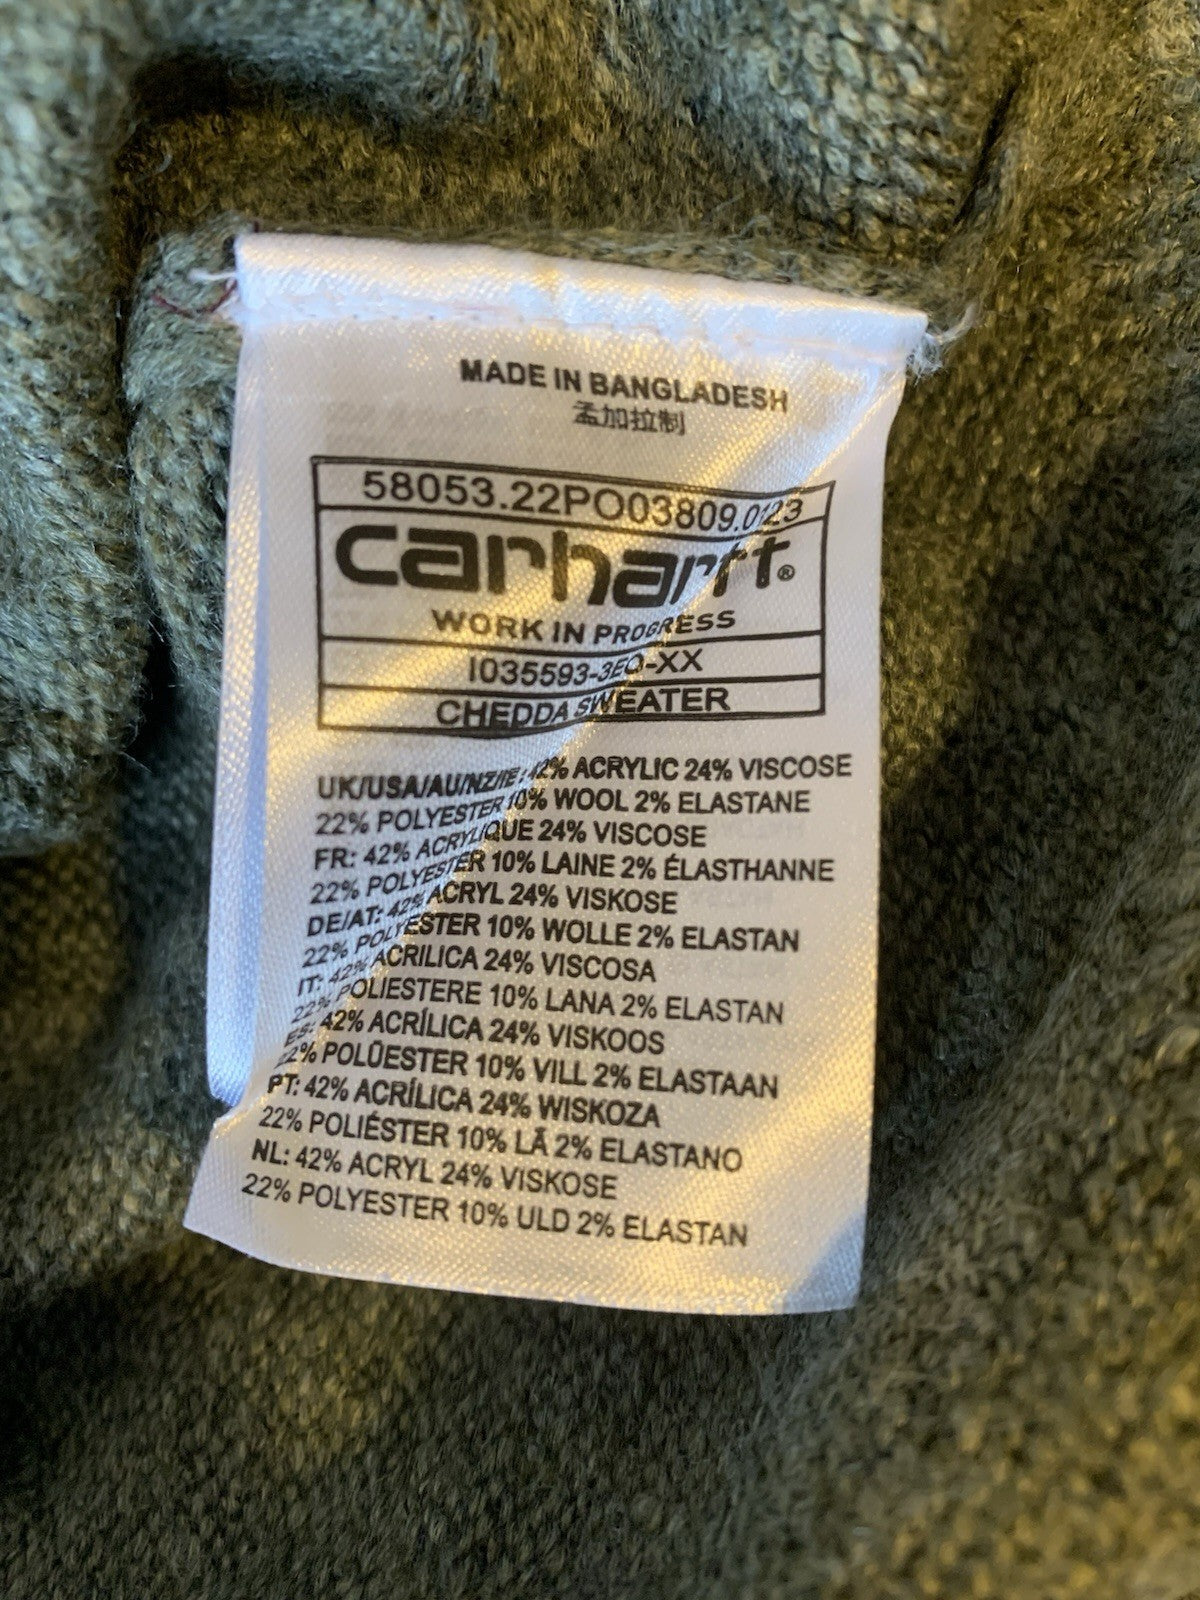 MADE IN BANGLADESH
孟加拉制
58053.22PO03809.0123
carhartt®
WORK IN PROGRESS
I035593-3EQ-XX
CHEDDA SWEATER
UK/USA/AU/NZ/IE: 42% ACRYLIC 24% VISCOSE
22% POLYESTER 10% WOOL 2% ELASTANE
FR: 42% ACRYLIQUE 24% VISCOSE
22% POLYESTER 10% LAINE 2% ÉLASTHANNE
DE/AT: 42% ACRYL 24% VISKOSE
22% POLYESTER 10% WOLLE 2% ELASTAN
IT: 42% ACRILICA 24% VISCOSA
22% POLIESTERE 10% LANA 2% ELASTAN
ES: 42% ACRÍLICA 24% VISKOOS
22% POLÜESTER 10% VILL 2% ELASTAAN
PT: 42% ACRÍLICA 24% WISKOZA
22% POLIÉSTER 10% LÃ 2% ELASTANO
NL: 42% ACRYL 24% VISKOSE
22% POLYESTER 10% ULD 2% ELASTAN